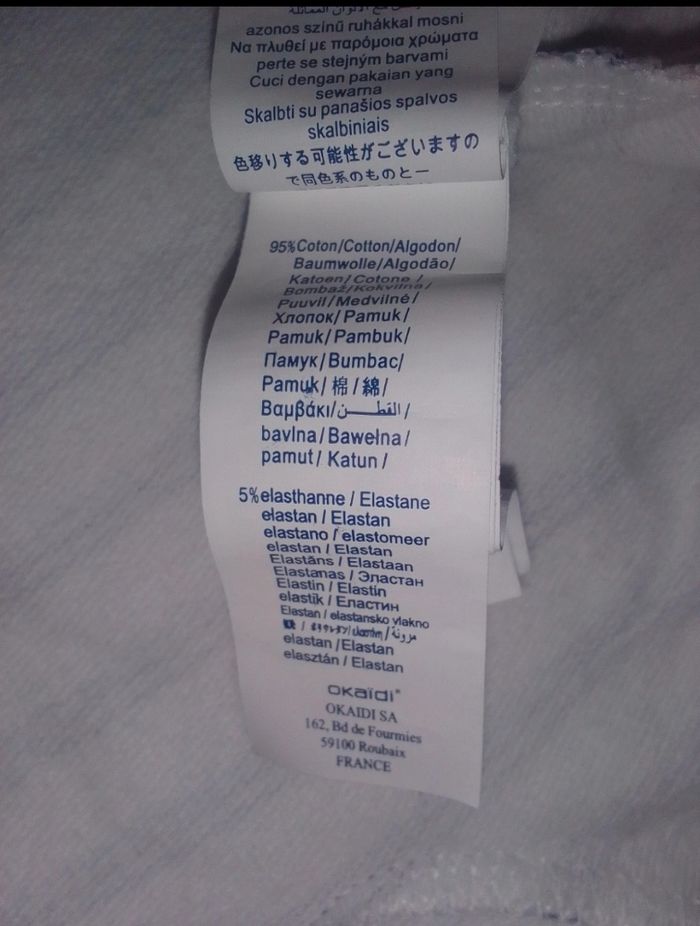 azonos színű ruhákkal mosni
Να πλυθεί με παρόμοια χρώματα
perte se stejným barvami
Cuci dengan pakaian yang
sewarna
Skalbti su panašios spalvos
skalbiniais
色移りする可能性がございますの
で同色系のものと一
95%Coton/Cotton/Algodon/
Baumwolle/Algodão/
Katoen/Cotone/
Bombaž/Kokvilna/
Puuvil/Medvilné/
Хлопок/Pamuk/
Pamuk/Pambuk/
Памук/Bumbac/
Pamuk/棉/綿/
Βαμβάκι/القطن/
bavlna/Bawełna/
pamut/Katun/
5%elasthanne / Elastane
elastan / Elastan
elastano / elastomeer
elastan / Elastan
Elastāns / Elastaan
Elastanas / Эластан
Elastin / Elastin
elastik / Еластин
Elastan / elastansko vlakno
مرونة/
elastan /Elastan
elasztán / Elastan
OKaïdi
OKAIDI SA
162, Bd de Fourmies
59100 Roubaix
FRANCE